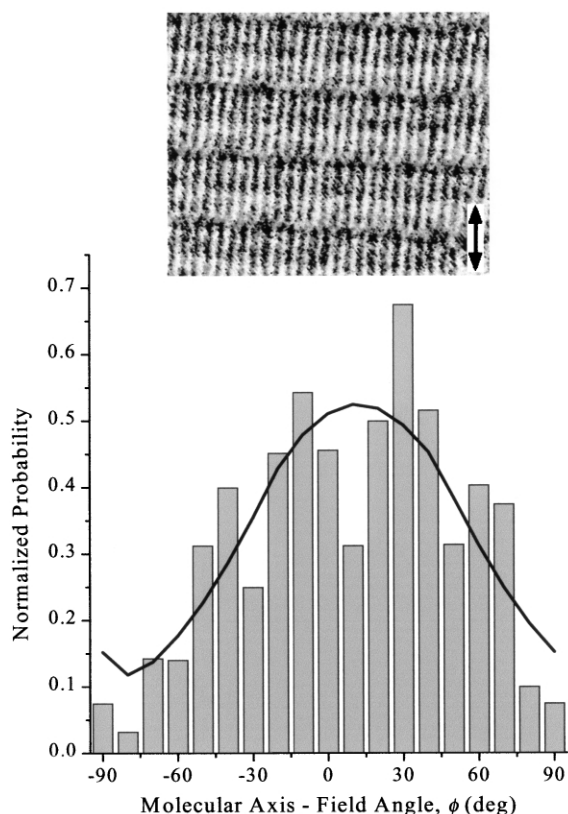 0.7
0.6
0.5
0.4
0.3
0.2
0.1
0.0
Normalized Probability
-90 -60 -30 0 30 60 90
Molecular Axis - Field Angle, ϕ (deg)